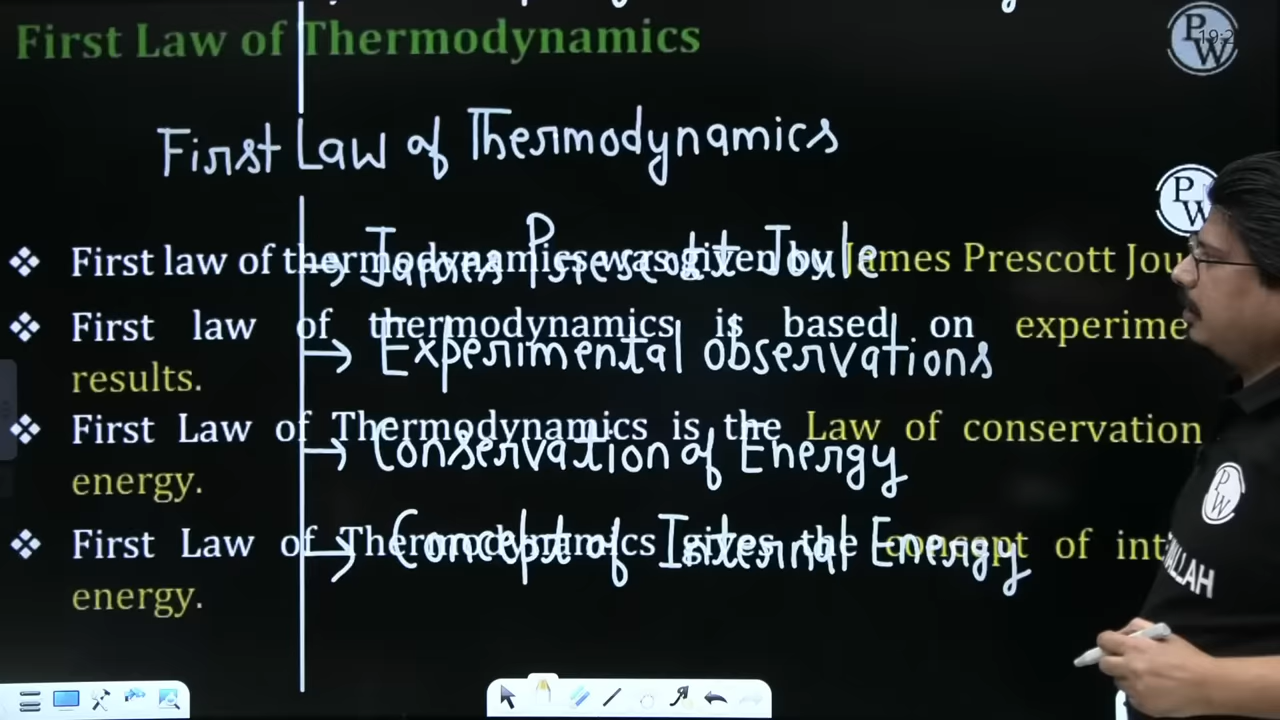 First Law of Thermodynamics
PW
19:2
First Law of Thermodynamics
PW
First law of thermodynamics was given by James Prescott Jou
→ James Prescott Joule
First law of thermodynamics is based on experime
→ Experimental observations
results.
First Law of Thermodynamics is the Law of conservation
→ Conservation of Energy
energy.
PW
First Law of Thermodynamics gives the concept of int
→ Concept of Internal Energy
ALLAH
energy.